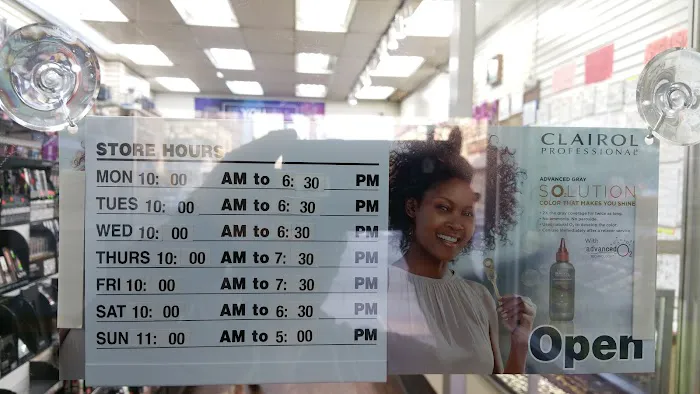 STORE HOURS
MON 10: 00 AM to 6: 30 PM
TUES 10: 00 AM to 6: 30 PM
WED 10: 00 AM to 6: 30 PM
THURS 10: 00 AM to 7: 30 PM
FRI 10: 00 AM to 7: 30 PM
SAT 10: 00 AM to 6: 30 PM
SUN 11: 00 AM to 5: 00 PM
CLAIROL
PROFESSIONAL
ADVANCED GRAY
SOLUTION
COLOR THAT MAKES YOU SHINE
With
advanced O2
Open